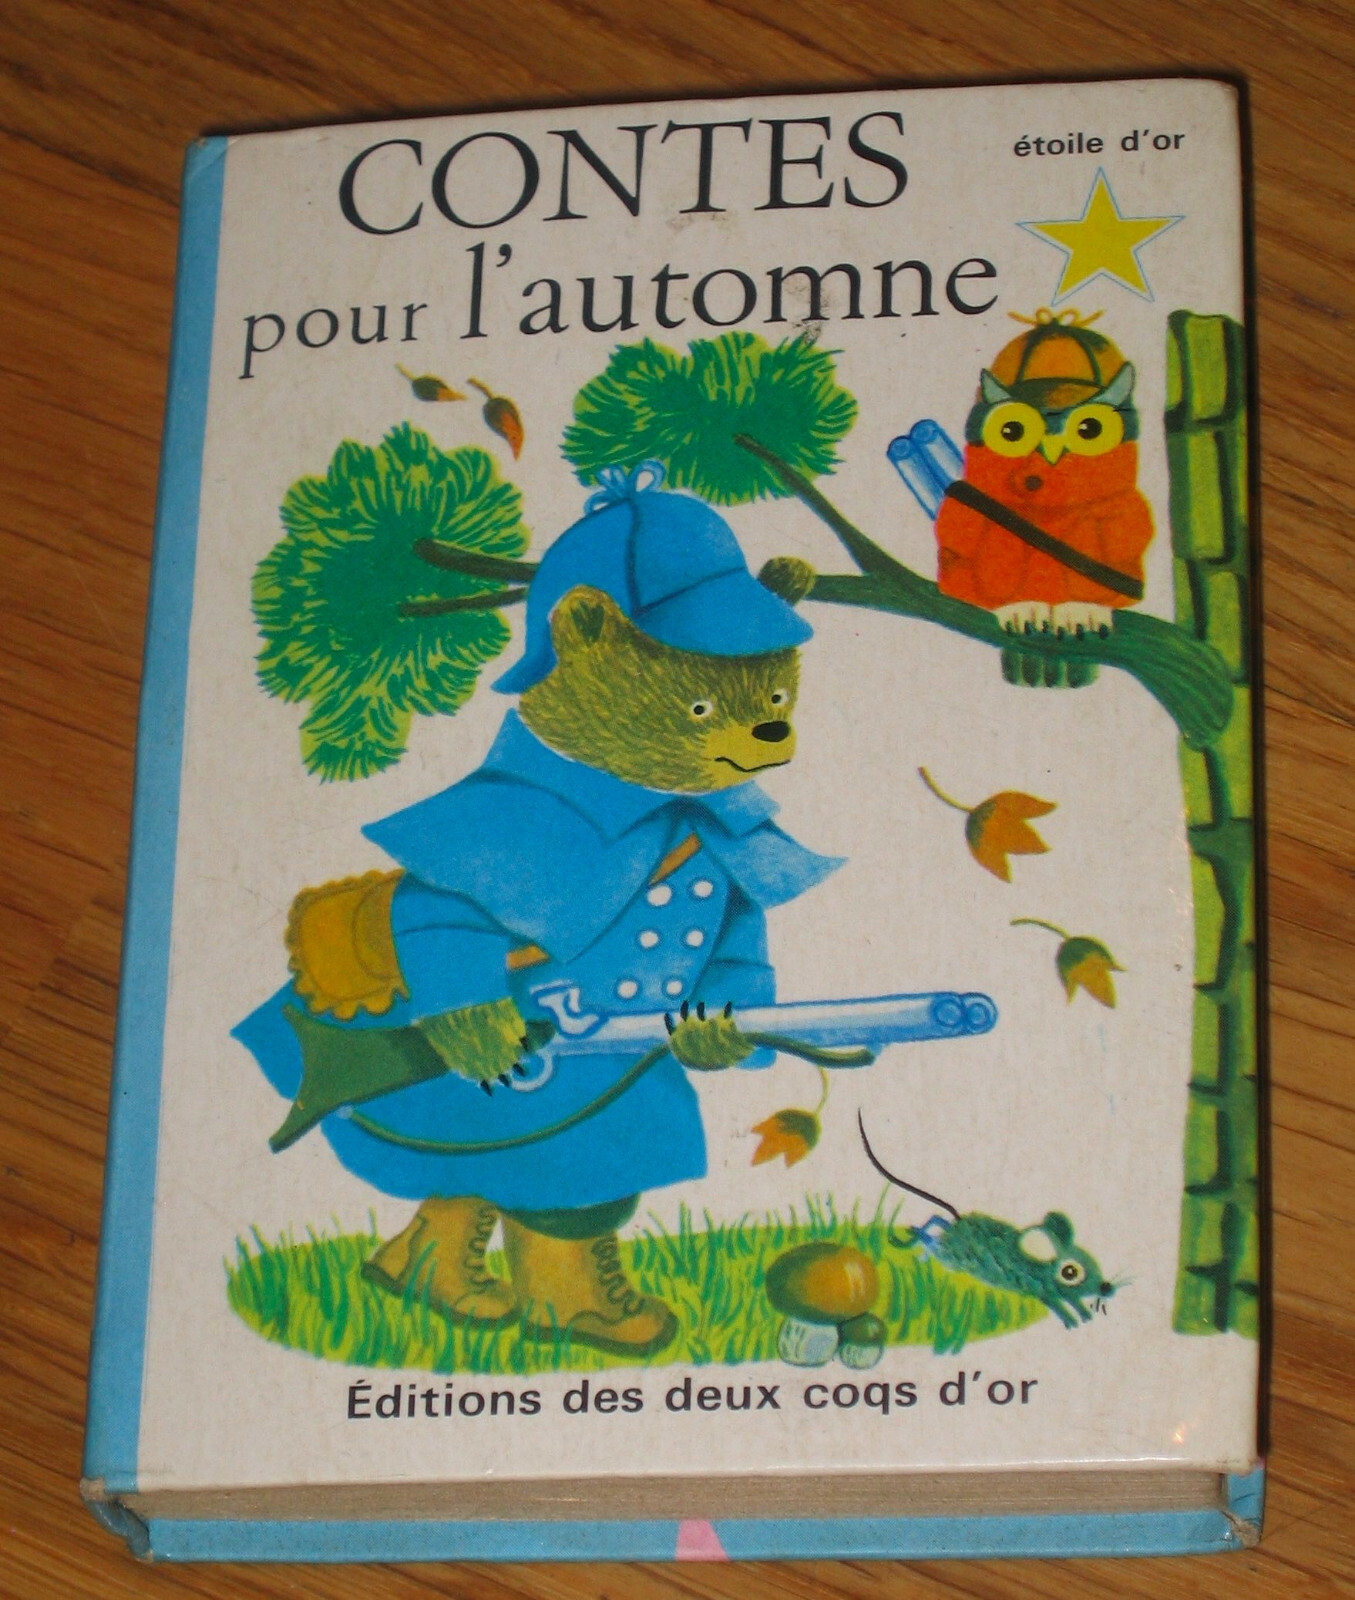 CONTES
étoile d'or
pour l'automne
Éditions des deux coqs d'or